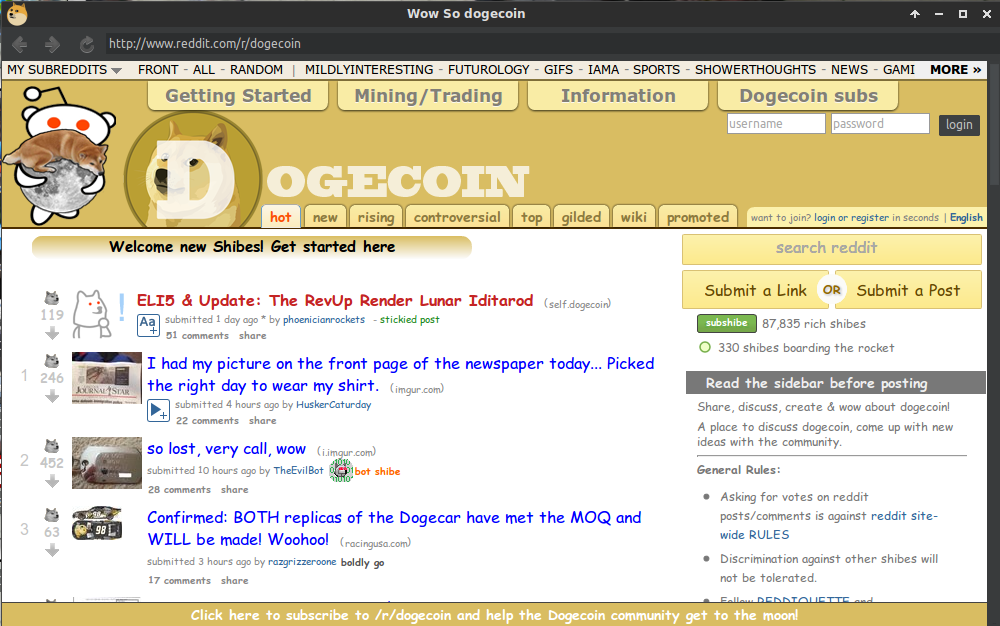 Wow So dogecoin
http://www.reddit.com/r/dogecoin
MY SUBREDDITS FRONT - ALL - RANDOM | MILDLYINTERESTING - FUTUROLOGY - GIFS - IAMA - SPORTS - SHOWERTHOUGHTS - NEWS - GAMI MORE »
Getting Started Mining/Trading Information Dogecoin subs
username password login
DOGECOIN
hot new rising controversial top gilded wiki promoted
want to join? login or register in seconds | English
Welcome new Shibes! Get started here
search reddit
Submit a Link OR Submit a Post
subshibe 87,835 rich shibes
330 shibes boarding the rocket
Read the sidebar before posting
Share, discuss, create & wow about dogecoin!
A place to discuss dogecoin, come up with new
ideas with the community.
General Rules:
Asking for votes on reddit
posts/comments is against reddit site-
wide RULES
Discrimination against other shibes will
not be tolerated.
Follow REDDIQUETTE and
119
!
ELI5 & Update: The RevUp Render Lunar Iditarod (self.dogecoin)
Aa+
submitted 1 day ago * by phoenicianrockets - stickied post
51 comments share
1
246
JOURNAL STAR
I had my picture on the front page of the newspaper today... Picked
the right day to wear my shirt. (imgur.com)
submitted 4 hours ago by HuskerCaturday
22 comments share
2
452
so lost, very call, wow (i.imgur.com)
submitted 10 hours ago by TheEvilBot bot shibe
28 comments share
3
63
98
Confirmed: BOTH replicas of the Dogecar have met the MOQ and
WILL be made! Woohoo! (racingusa.com)
submitted 3 hours ago by razgrizzeroone boldly go
17 comments share
Click here to subscribe to /r/dogecoin and help the Dogecoin community get to the moon!